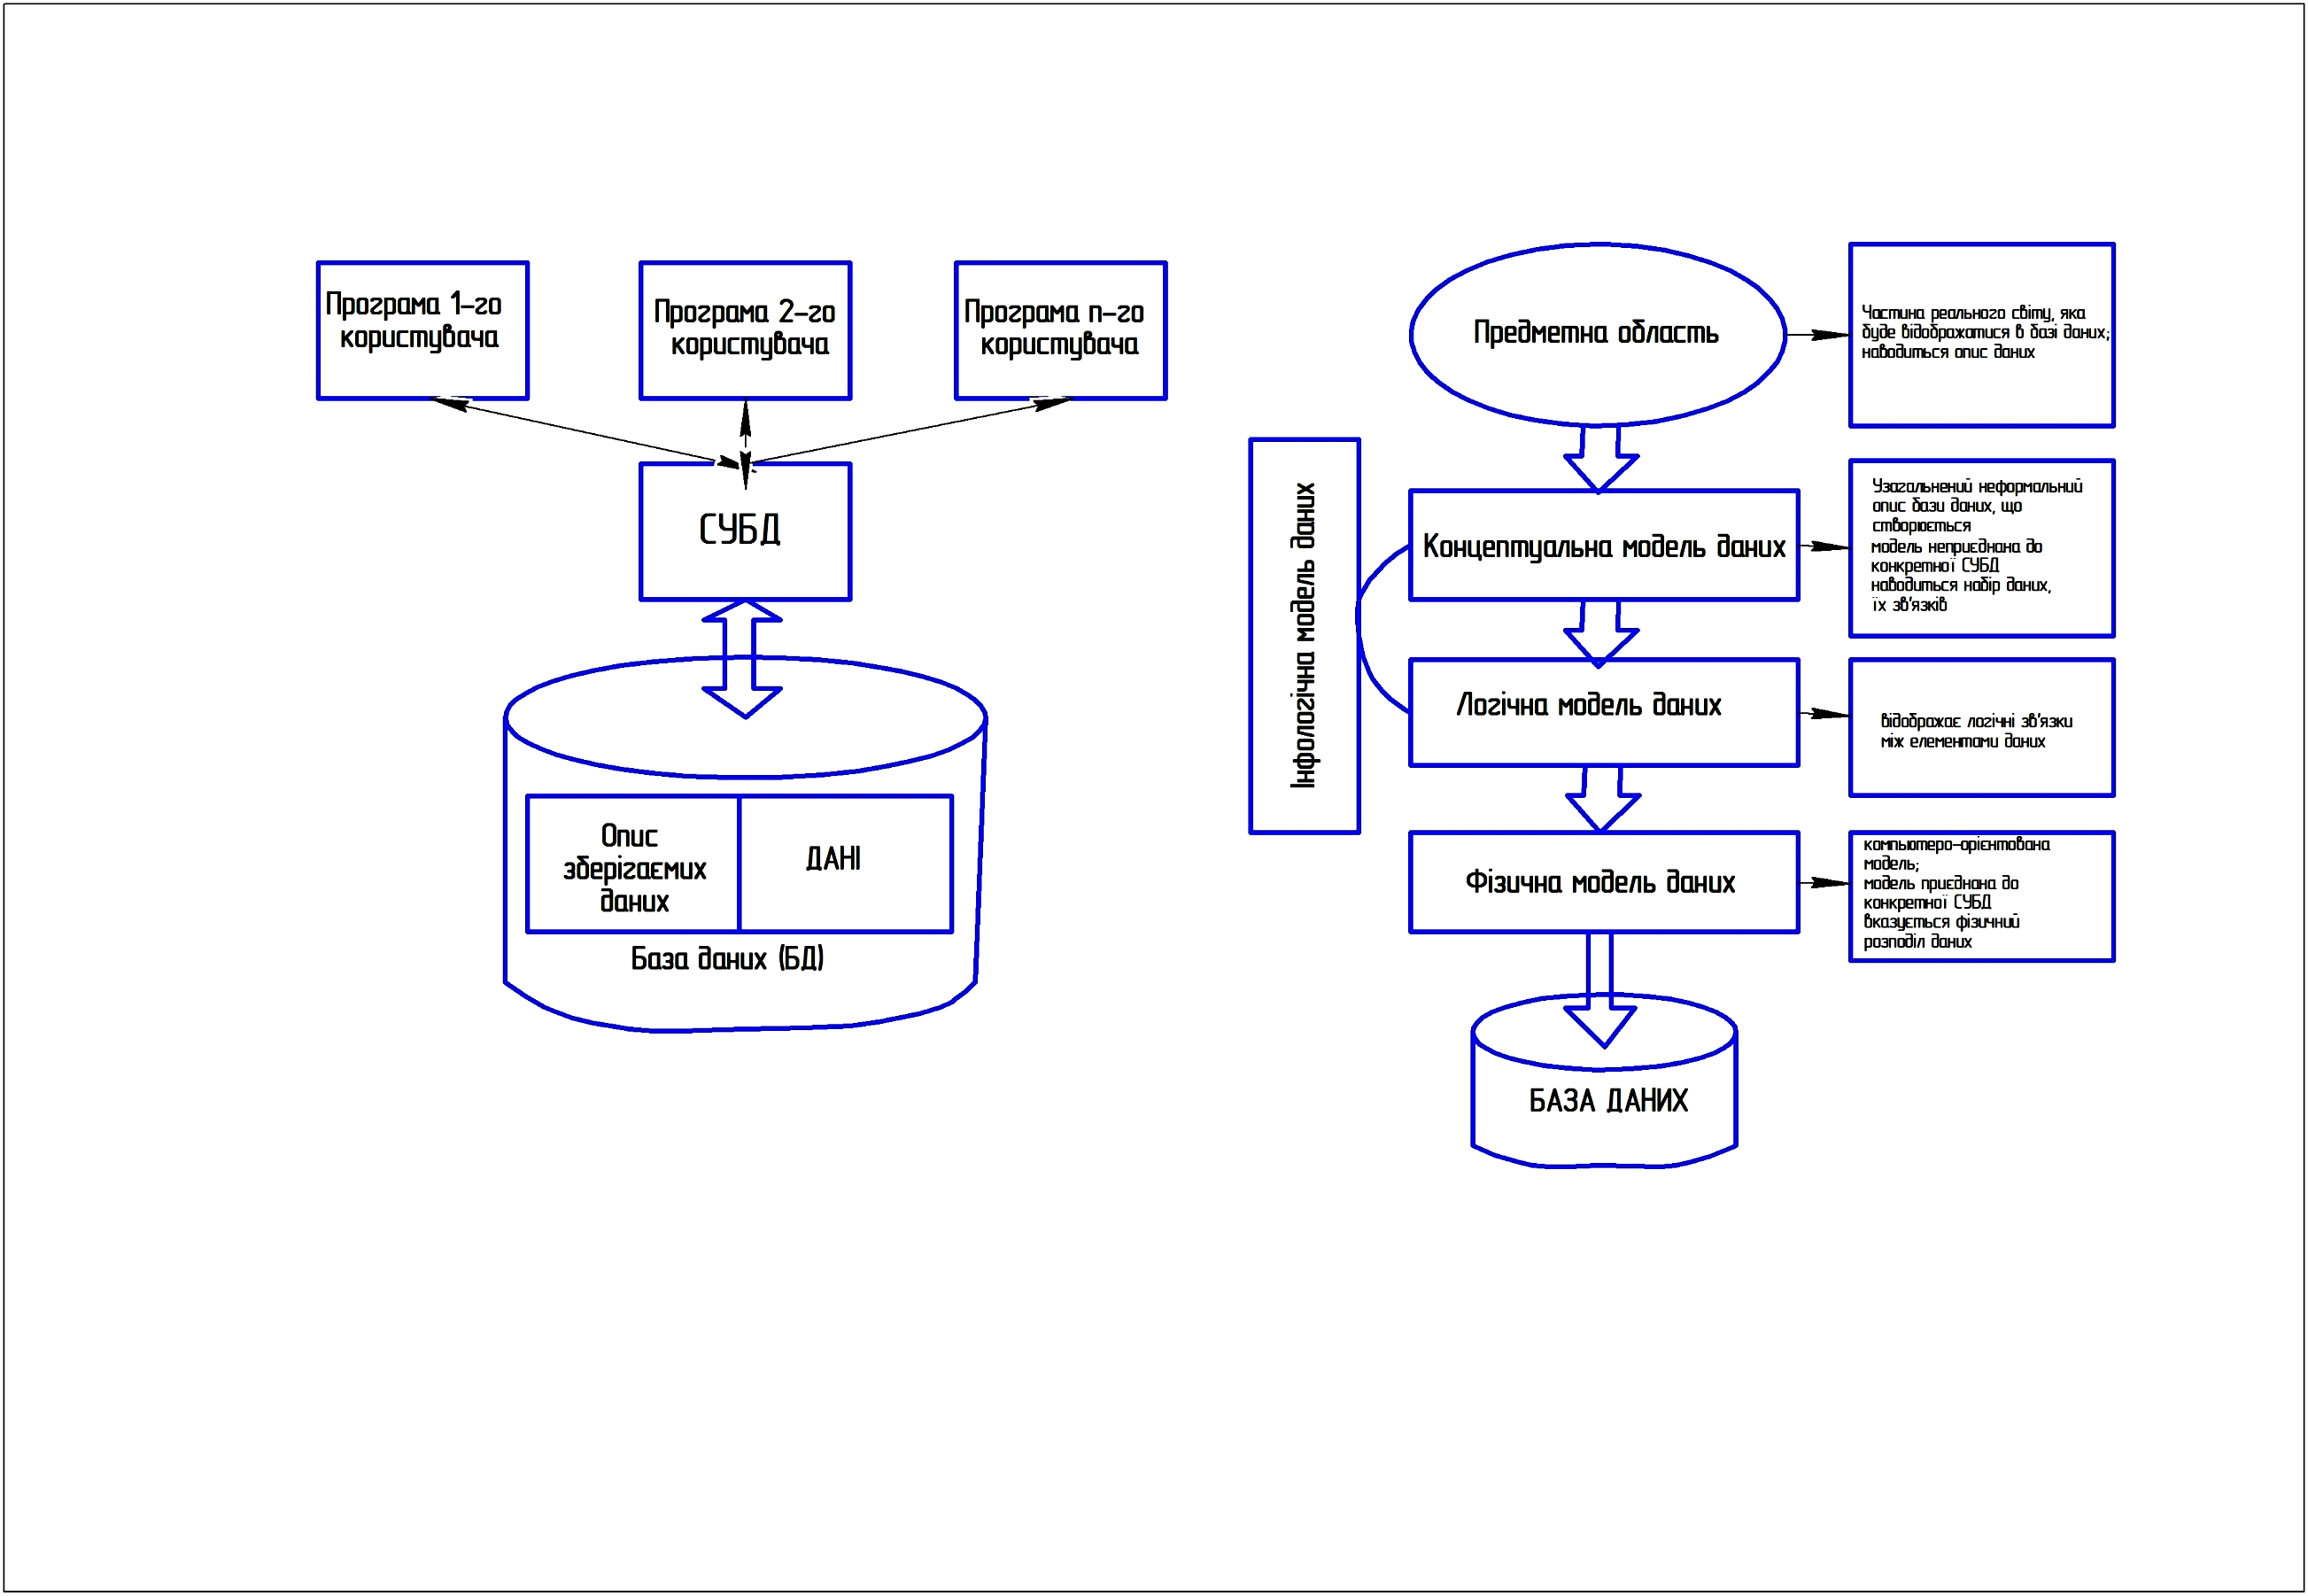 Програма 1-го
користувача
Програма 2-го
користувача
Програма n-го
користувача
СУБД
Опис
зберігаємих
даних
ДАНІ
База даних (БД)
Інфологічна модель даних
Предметна область
Частина реального світу, яка
буде відображатися в базі даних;
наводиться опис даних
Концептуальна модель даних
Узагальнений неформальний
опис бази даних, що
створюється
модель неприєднана до
конкретної СУБД
наводиться набір даних,
їх зв'язків
Логічна модель даних
відображає логічні зв'язки
між елементами даних
Фізична модель даних
компьютеро-орієнтована
модель;
модель приєднана до
конкретної СУБД
вказується фізичний
розподіл даних
БАЗА ДАНИХ